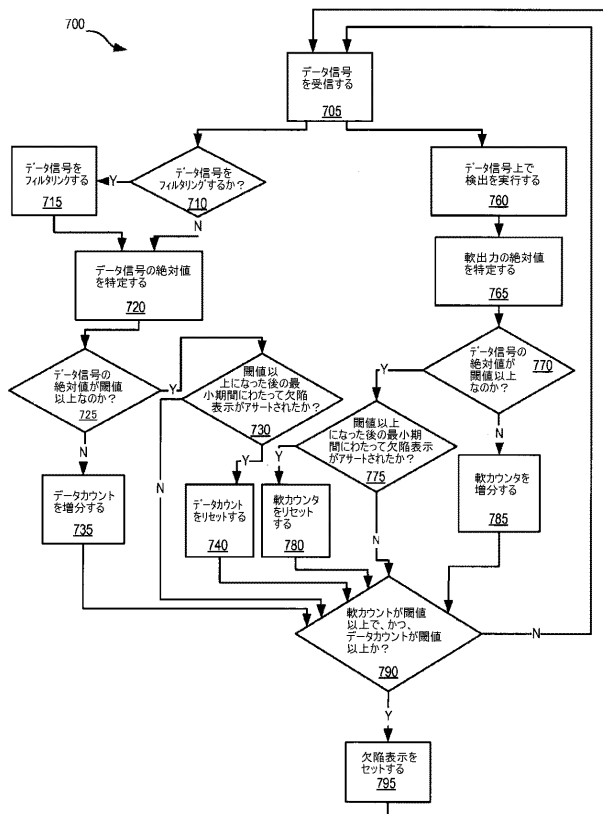 700
データ信号
を受信する
705
データ信号を
フィルタリングする
715
データ信号を
フィルタリングするか?
710
Y
N
データ信号上で
検出を実行する
760
データ信号の絶対値
を特定する
720
軟出力の絶対値
を特定する
765
データ信号の
絶対値が閾値
以上なのか?
725
Y
N
閾値以
上になった後の最
小期間にわたって欠陥
表示がアサートされたか?
730
Y
N
データ信号の
絶対値が
閾値以上
なのか?
770
Y
N
閾値以上
になった後の最小期
間にわたって欠陥表示
がアサートされたか?
775
Y
N
データカウント
を増分する
735
データカウント
をリセットする
740
軟カウンタ
をリセット
する
780
軟カウンタを
増分する
785
軟カウントが閾値
以上で、かつ、
データカウントが閾値
以上か?
790
N
Y
欠陥表示を
セットする
795